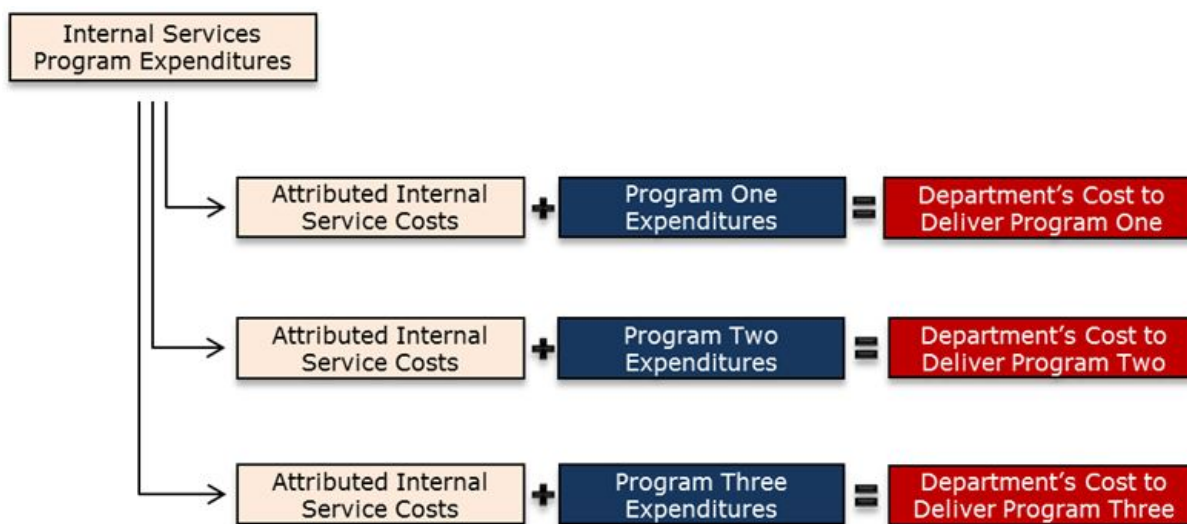 Internal Services
Program Expenditures
Attributed Internal
Service Costs
+
Program One
Expenditures
=
Department's Cost to
Deliver Program One
Attributed Internal
Service Costs
+
Program Two
Expenditures
=
Department's Cost to
Deliver Program Two
Attributed Internal
Service Costs
+
Program Three
Expenditures
=
Department's Cost to
Deliver Program Three